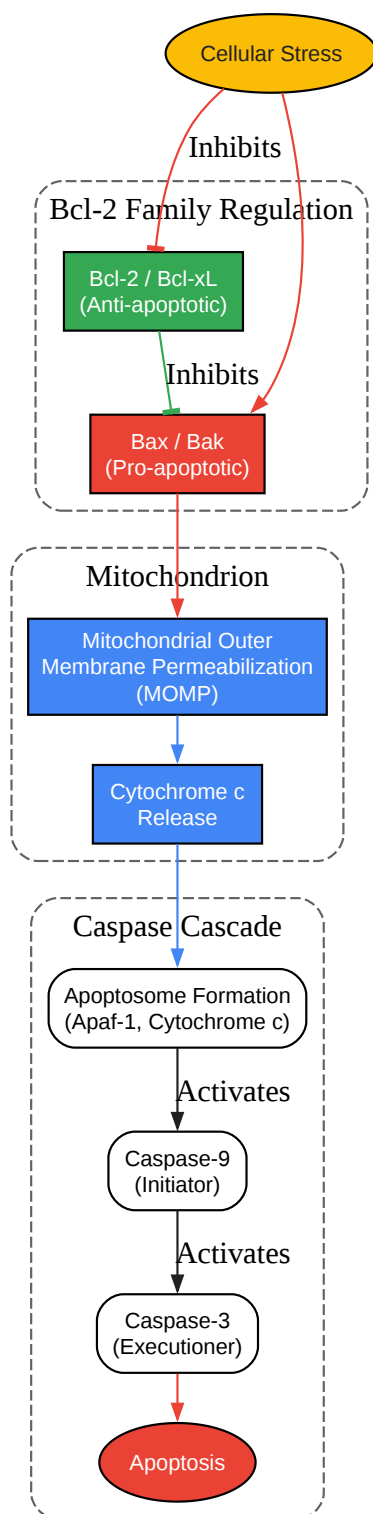 Cellular Stress
Inhibits
Bcl-2 Family Regulation
Bcl-2 / Bcl-xL
(Anti-apoptotic)
Inhibits
Bax / Bak
(Pro-apoptotic)
Mitochondrion
Mitochondrial Outer
Membrane Permeabilization
(MOMP)
Cytochrome c
Release
Caspase Cascade
Apoptosome Formation
(Apaf-1, Cytochrome c)
Activates
Caspase-9
(Initiator)
Activates
Caspase-3
(Executioner)
Apoptosis